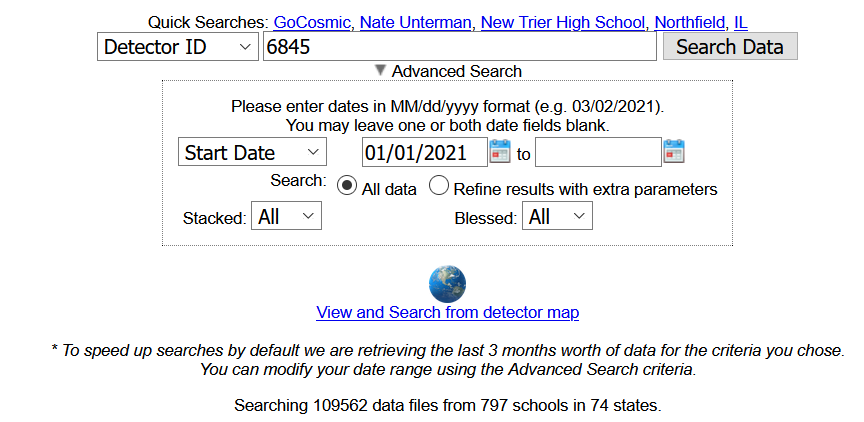 Quick Searches: GoCosmic, Nate Unterman, New Trier High School, Northfield, IL
Detector ID 6845 Search Data
Advanced Search
Please enter dates in MM/dd/yyyy format (e.g. 03/02/2021).
You may leave one or both date fields blank.
Start Date 01/01/2021 to
Search: All data Refine results with extra parameters
Stacked: All Blessed: All
View and Search from detector map
* To speed up searches by default we are retrieving the last 3 months worth of data for the criteria you chose.
You can modify your date range using the Advanced Search criteria.
Searching 109562 data files from 797 schools in 74 states.